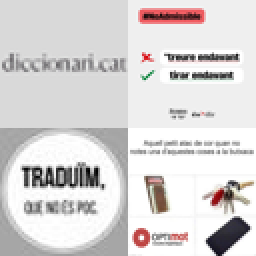 diccionari.cat
#NoAdmissible
*treure endavant
tirar endavant
TRADUÏM,
QUE NO ÉS POC.
Aquell petit atac de cor quan no
notes una d'aquestes coses a la butxaca
optimot